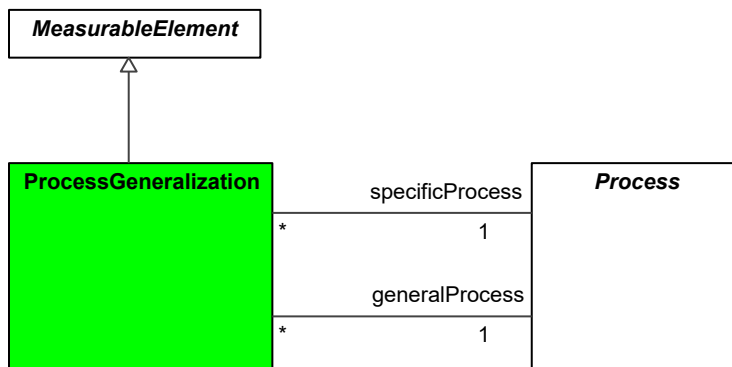 MeasurableElement
ProcessGeneralization
Process
specificProcess
*
1
generalProcess
*
1